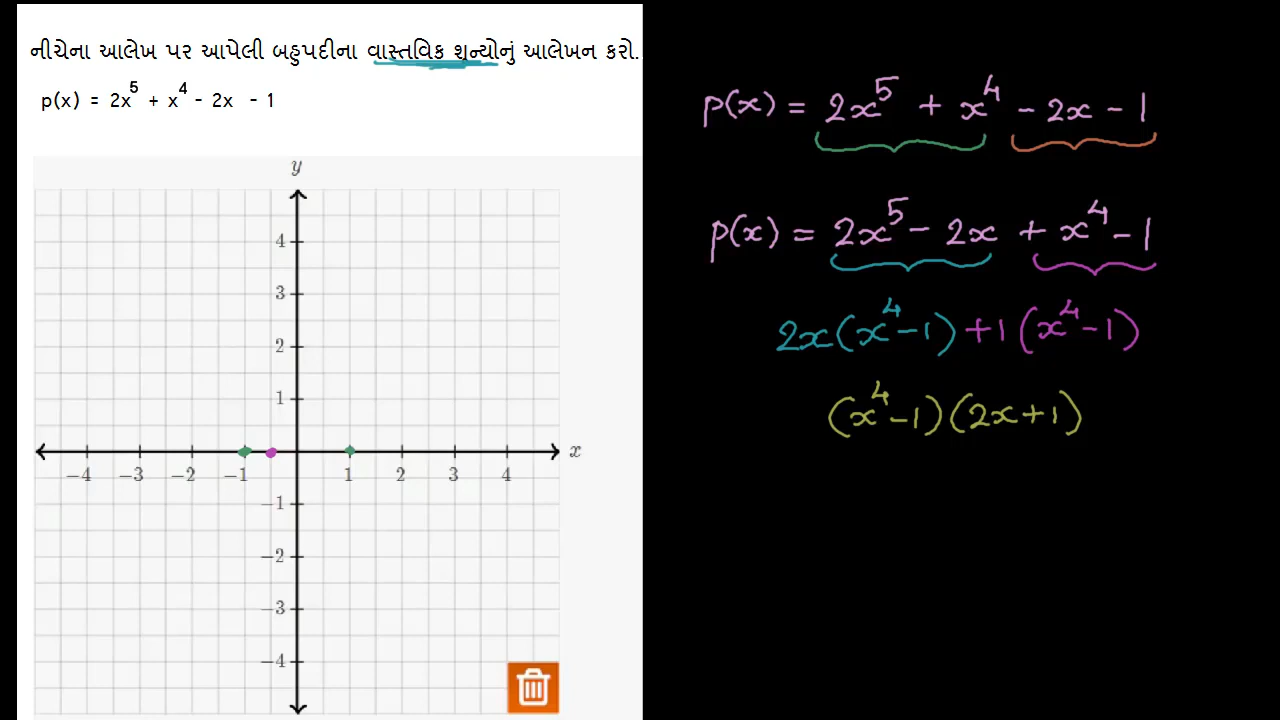 નીચેના આલેખ પર આપેલી બહુપદીના વાસ્તવિક શૂન્યોનું આલેખન કરો.
p(x) = 2x⁵ + x⁴ - 2x - 1
y
4
3
2
1
-4 -3 -2 -1 1 2 3 4 x
-1
-2
-3
-4
p(x) = 2x⁵ + x⁴ - 2x - 1
p(x) = 2x⁵ - 2x + x⁴ - 1
2x(x⁴-1) +1(x⁴-1)
(x⁴-1)(2x+1)